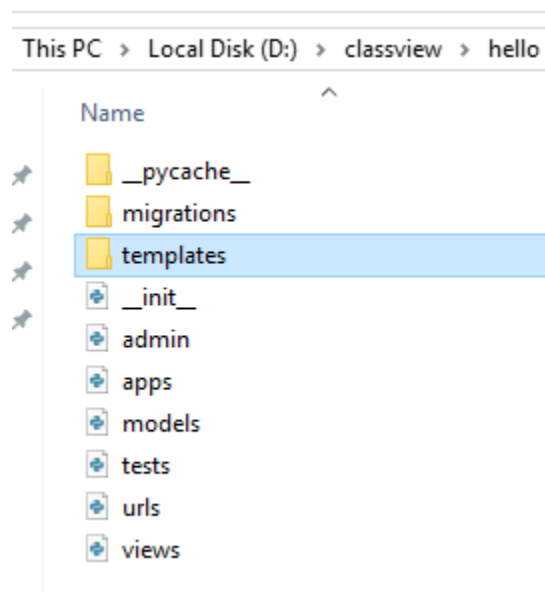 This PC > Local Disk (D:) > classview > hello
Name
__pycache__
migrations
templates
__init__
admin
apps
models
tests
urls
views